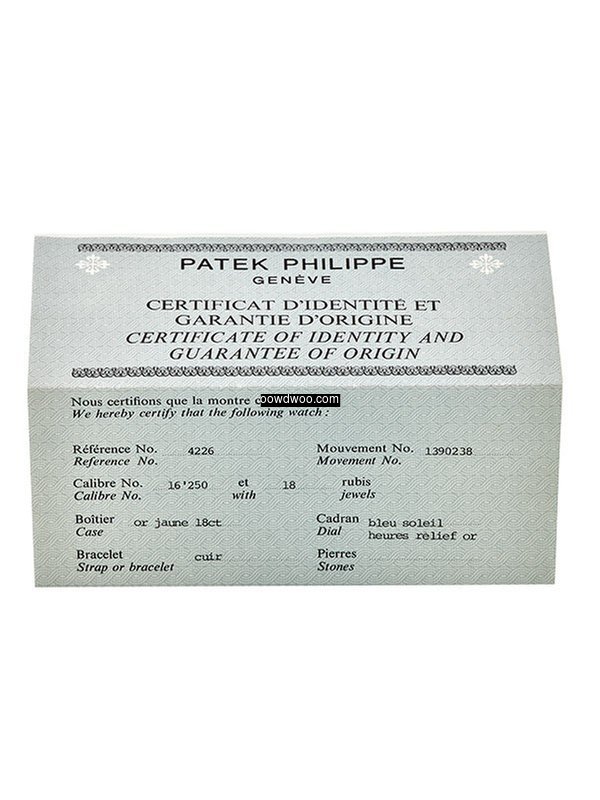 PATEK PHILIPPE
GENÈVE
CERTIFICAT D'IDENTITÉ ET
GARANTIE D'ORIGINE
CERTIFICATE OF IDENTITY AND
GUARANTEE OF ORIGIN
Nous certifions que la montre
oowdwoo.com
We hereby certify that the following watch :
Référence No. 4226 Mouvement No. 1390238
Reference No. Movement No.
Calibre No. 16'250 et 18 rubis
Calibre No. with jewels
Boîtier or jaune 18ct Cadran bleu soleil
Case Dial heures relief or
Bracelet cuir Pierres
Strap or bracelet Stones